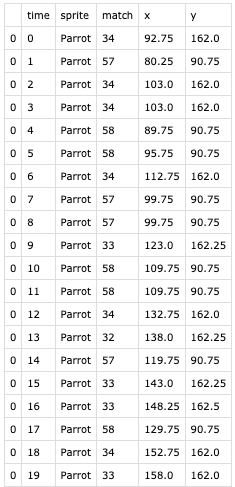 time sprite match x y
0 0 Parrot 34 92.75 162.0
0 1 Parrot 57 80.25 90.75
0 2 Parrot 34 103.0 162.0
0 3 Parrot 34 103.0 162.0
0 4 Parrot 58 89.75 90.75
0 5 Parrot 58 95.75 90.75
0 6 Parrot 34 112.75 162.0
0 7 Parrot 57 99.75 90.75
0 8 Parrot 57 99.75 90.75
0 9 Parrot 33 123.0 162.25
0 10 Parrot 58 109.75 90.75
0 11 Parrot 58 109.75 90.75
0 12 Parrot 34 132.75 162.0
0 13 Parrot 32 138.0 162.25
0 14 Parrot 57 119.75 90.75
0 15 Parrot 33 143.0 162.25
0 16 Parrot 33 148.25 162.5
0 17 Parrot 58 129.75 90.75
0 18 Parrot 34 152.75 162.0
0 19 Parrot 33 158.0 162.0